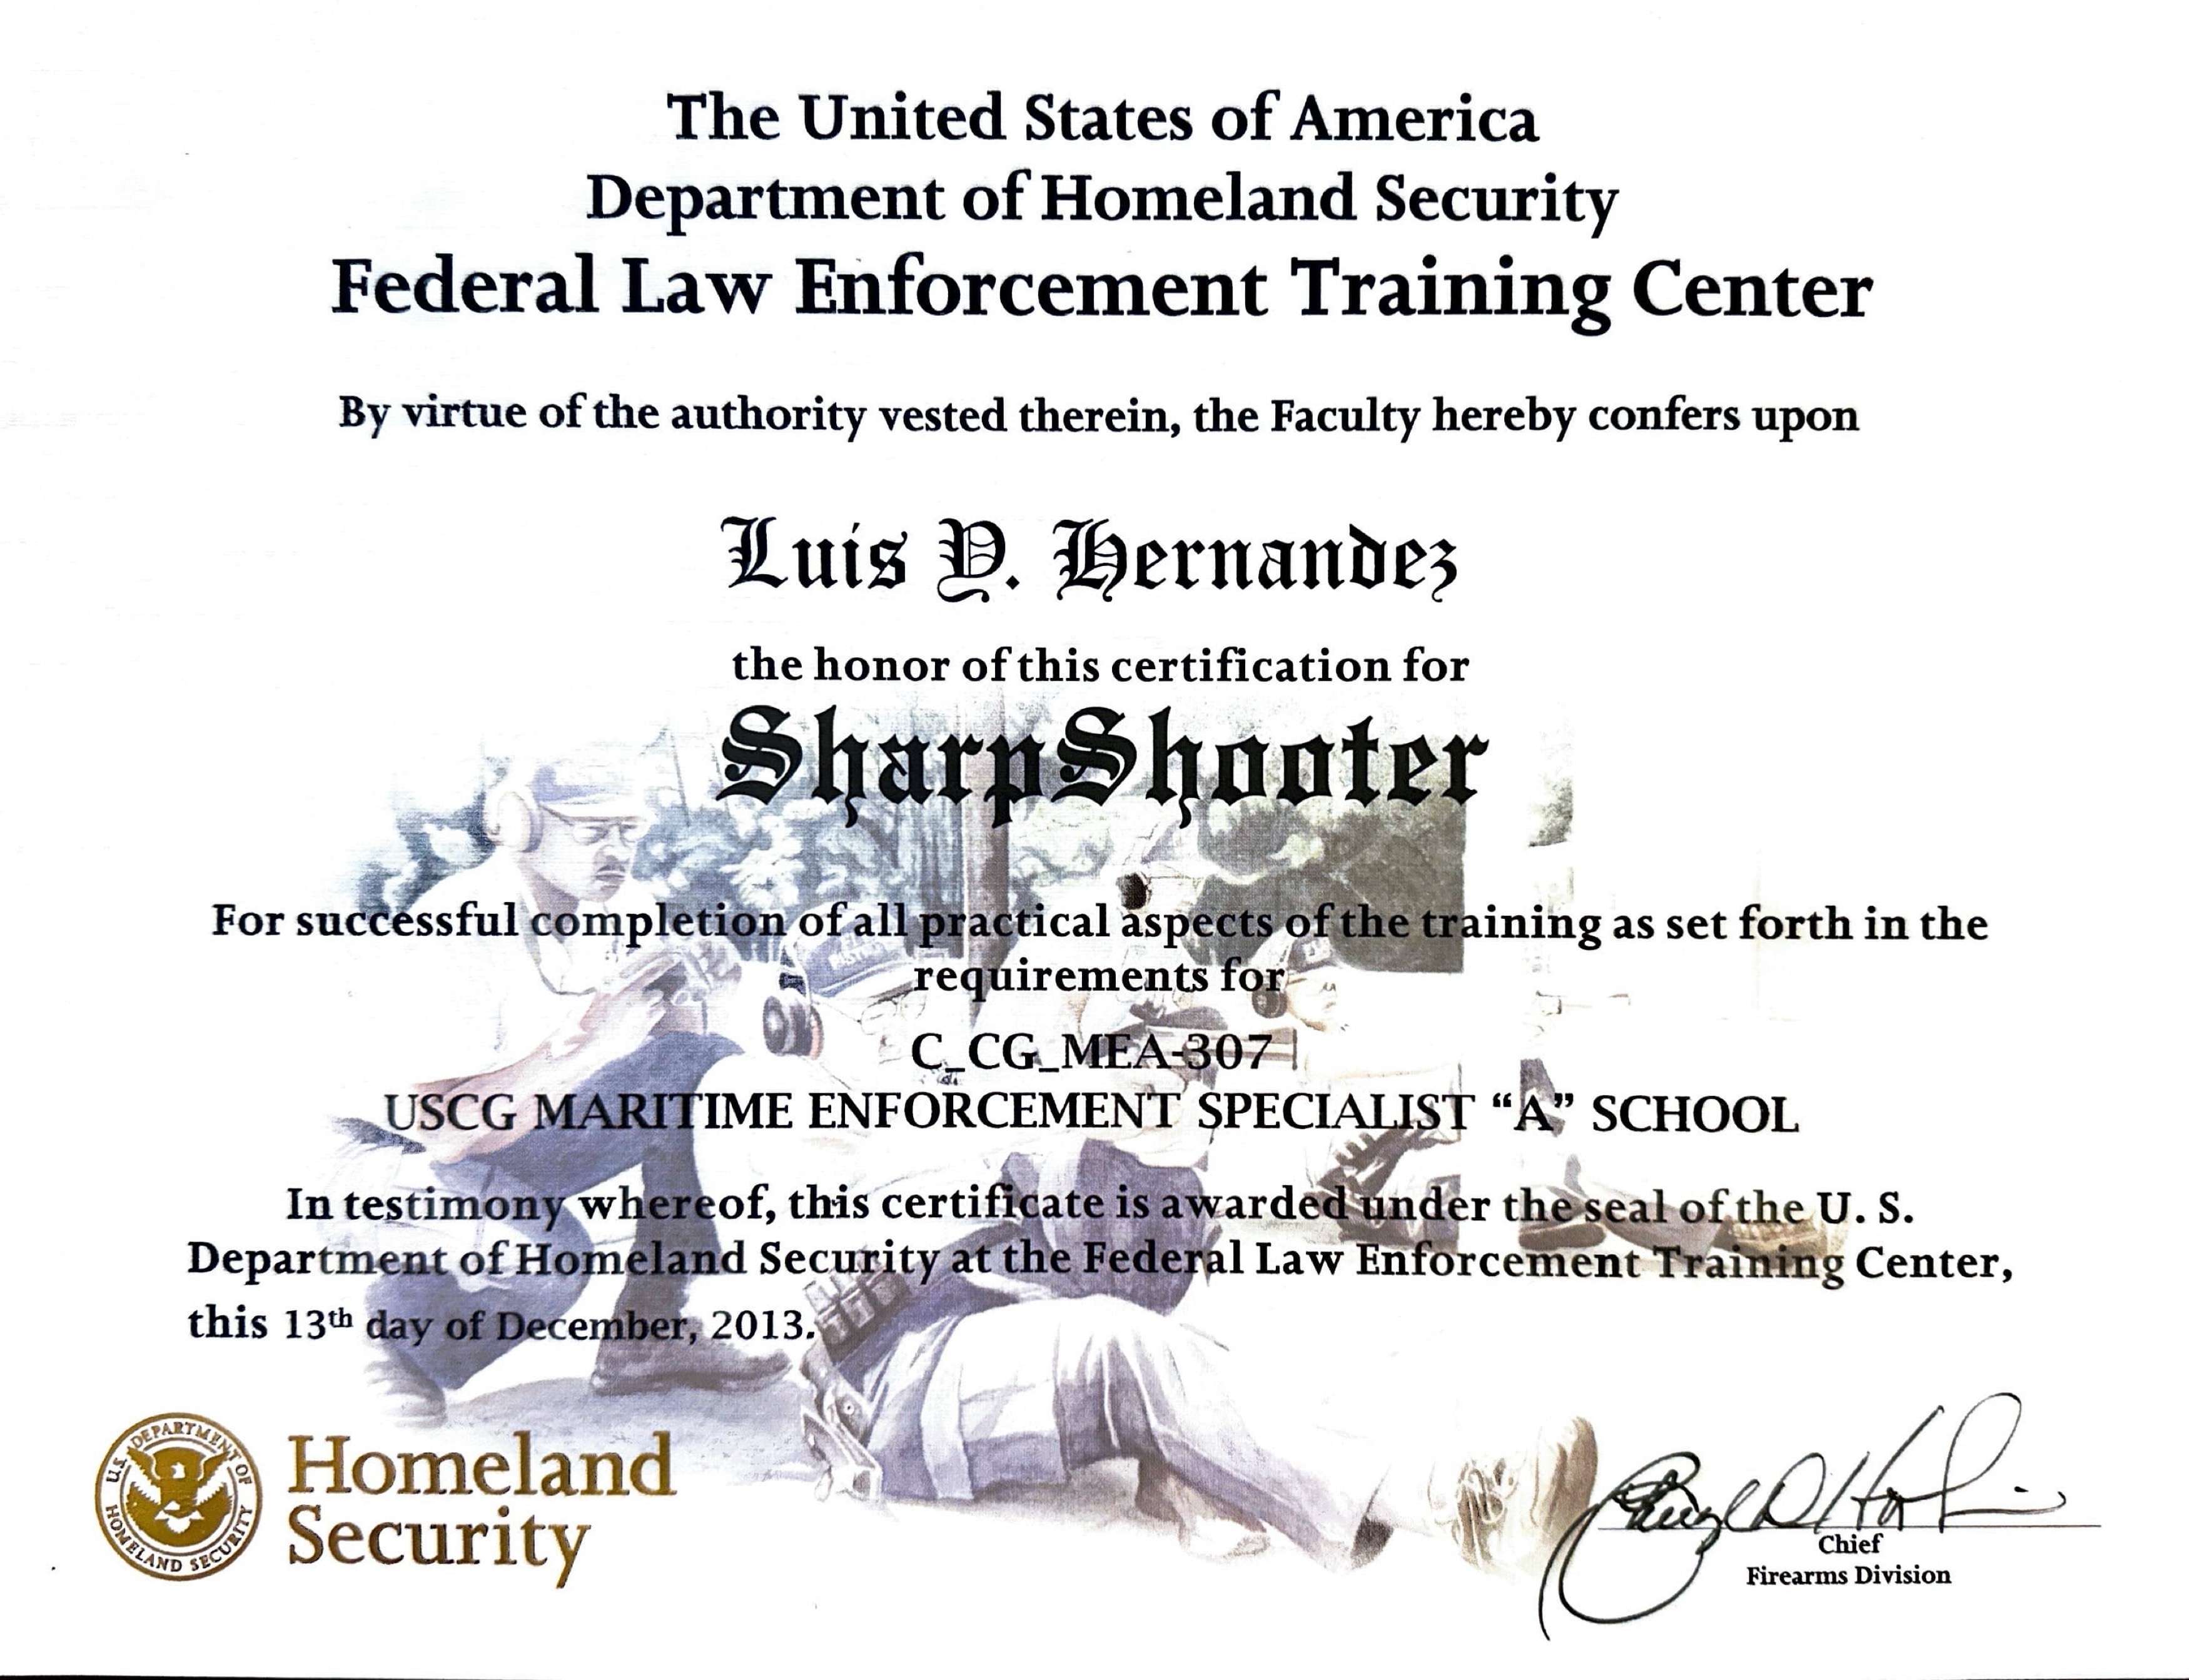 The United States of America
Department of Homeland Security
Federal Law Enforcement Training Center
By virtue of the authority vested therein, the Faculty hereby confers upon
Luis Y. Hernandez
the honor of this certification for
SharpShooter
For successful completion of all practical aspects of the training as set forth in the
requirements for
C_CG_MEA-307
USCG MARITIME ENFORCEMENT SPECIALIST “A” SCHOOL
In testimony whereof, this certificate is awarded under the seal of the U. S.
Department of Homeland Security at the Federal Law Enforcement Training Center,
this 13th day of December, 2013.
U.S. DEPARTMENT OF
HOMELAND SECURITY
Homeland
Security
Chief
Firearms Division